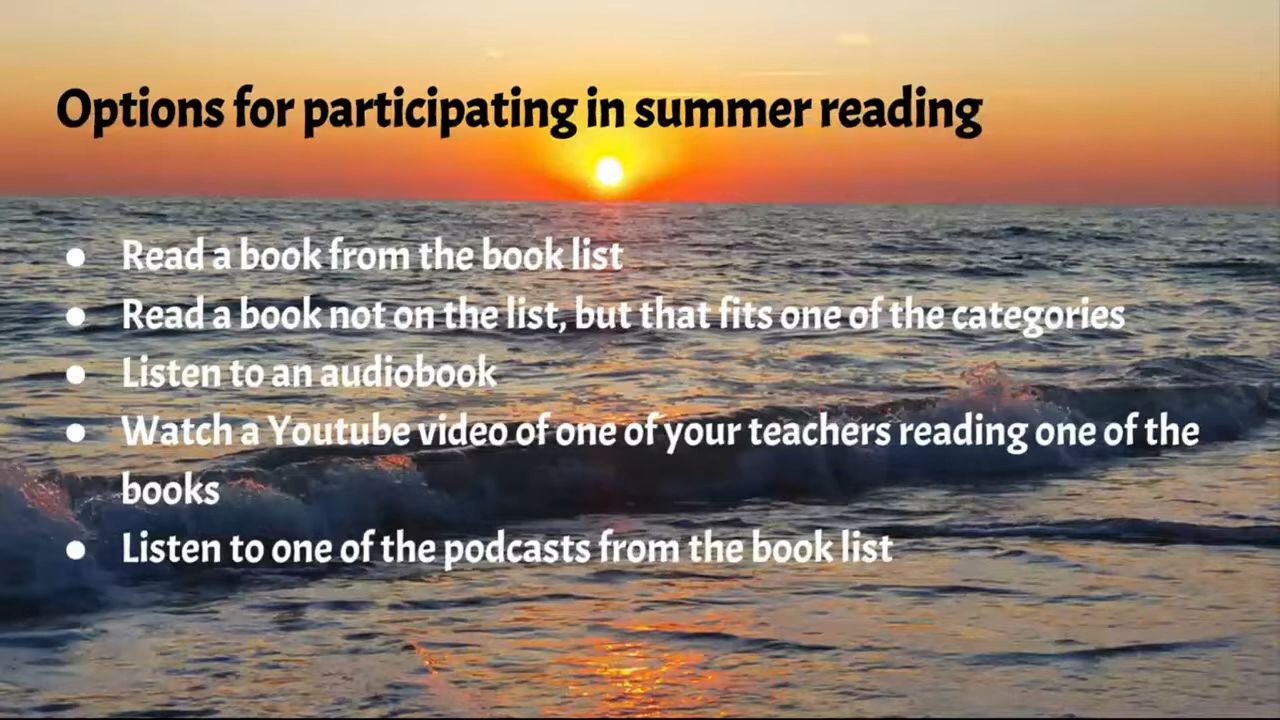 Options for participating in summer reading
● Read a book from the book list
● Read a book not on the list, but that fits one of the categories
● Listen to an audiobook
● Watch a Youtube video of one of your teachers reading one of the
books
● Listen to one of the podcasts from the book list